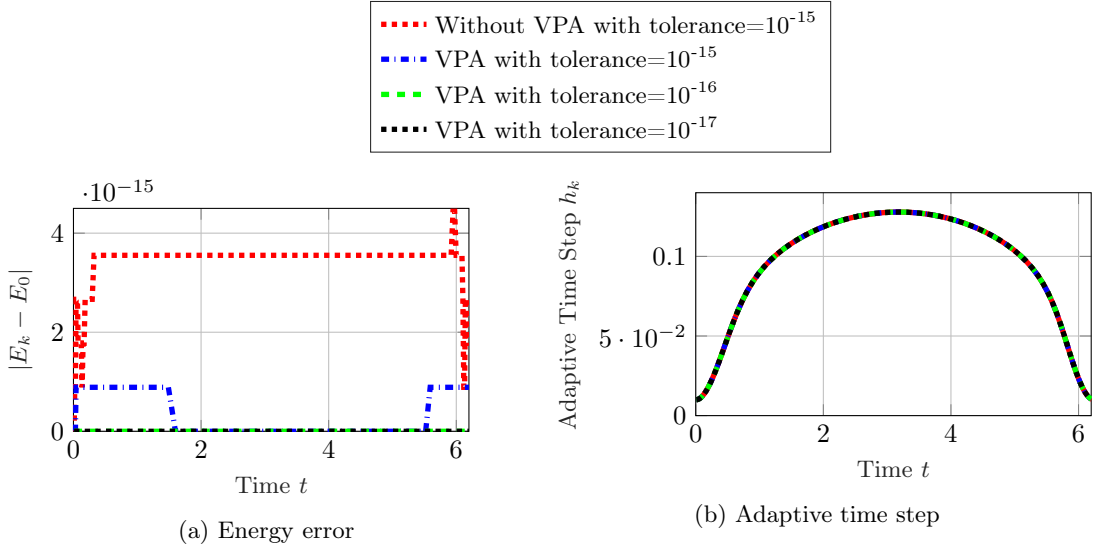 Without VPA with tolerance=10^-15
VPA with tolerance=10^-15
VPA with tolerance=10^-16
VPA with tolerance=10^-17
·10^−15
4
2
0
|E_k − E_0|
0 2 4 6
Time t
(a) Energy error
Adaptive Time Step h_k
0.1
5 · 10^−2
0
0 2 4 6
Time t
(b) Adaptive time step